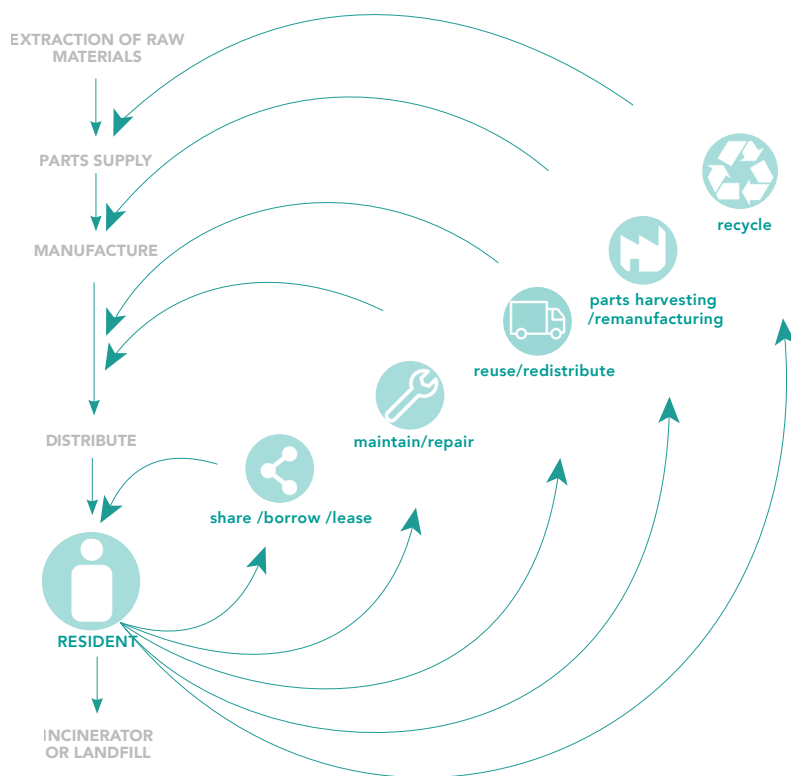 EXTRACTION OF RAW
MATERIALS
PARTS SUPPLY
recycle
MANUFACTURE
parts harvesting
/remanufacturing
reuse/redistribute
DISTRIBUTE
maintain/repair
share /borrow /lease
RESIDENT
INCINERATOR
OR LANDFILL